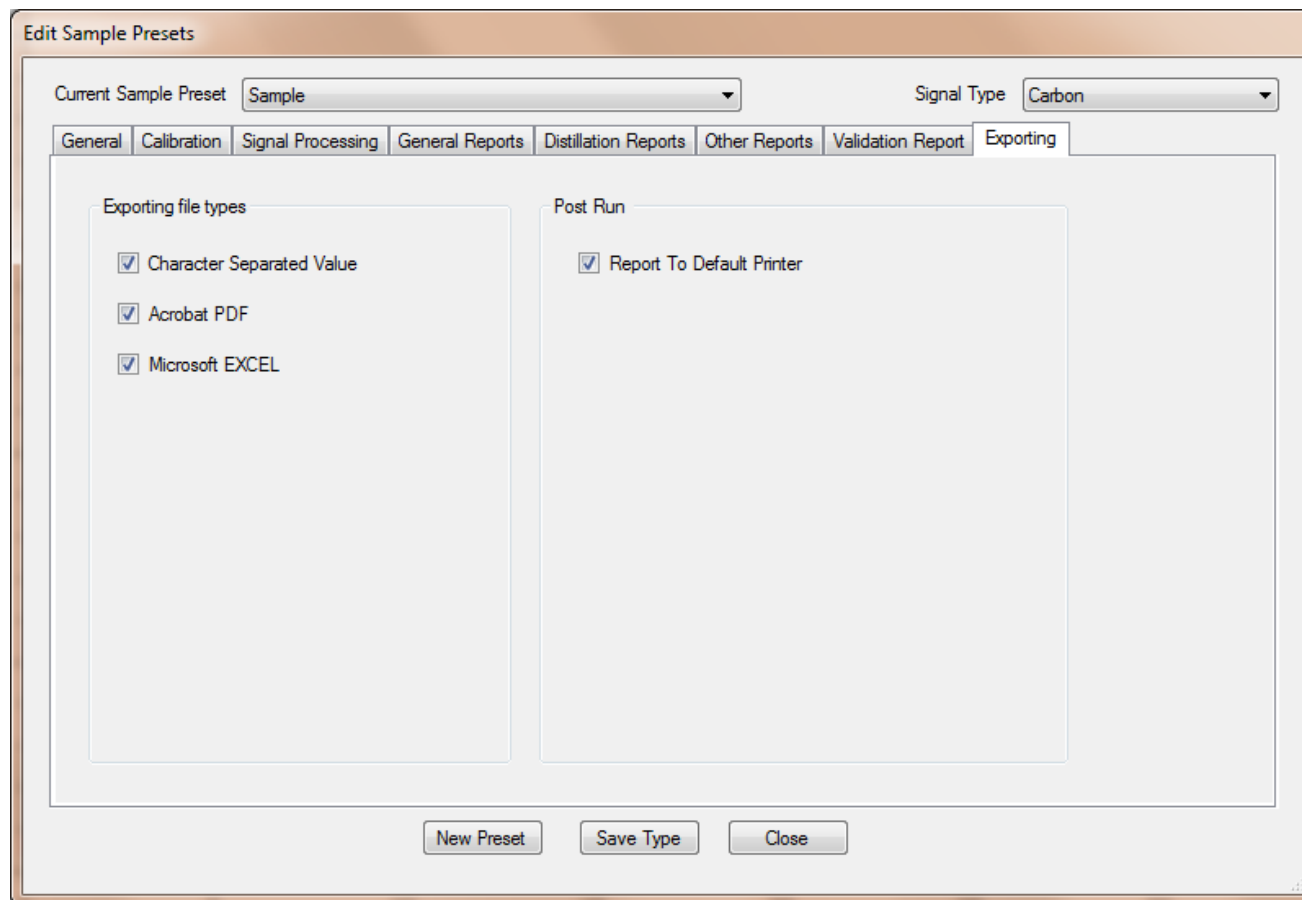 Edit Sample Presets
Current Sample Preset Sample Signal Type Carbon
General Calibration Signal Processing General Reports Distillation Reports Other Reports Validation Report Exporting
Exporting file types Post Run
Character Separated Value Report To Default Printer
Acrobat PDF
Microsoft EXCEL
New Preset Save Type Close